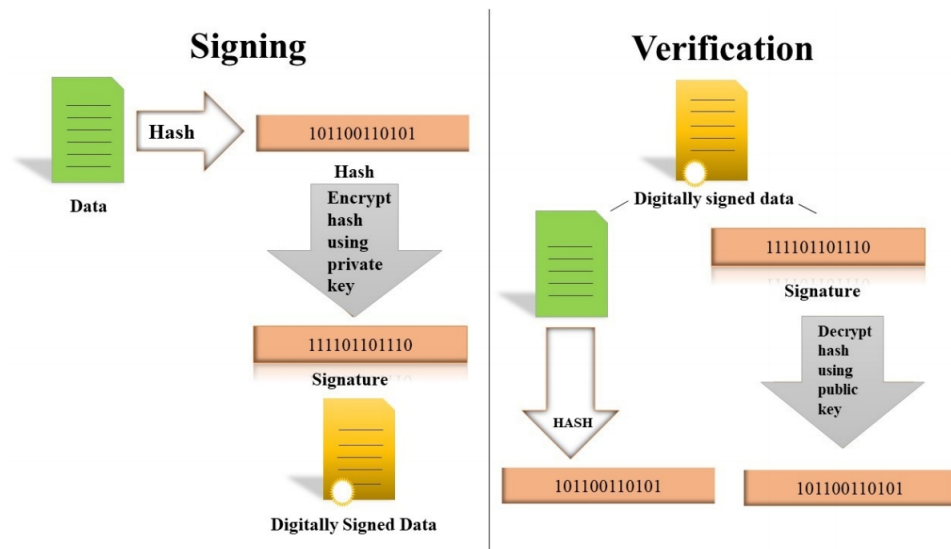 Signing
Hash
101100110101
Hash
Data
Encrypt
hash
using
private
key
111101101110
Signature
Digitally Signed Data
Verification
Digitally signed data
111101101110
Signature
Decrypt
hash
using
public
key
HASH
101100110101
101100110101